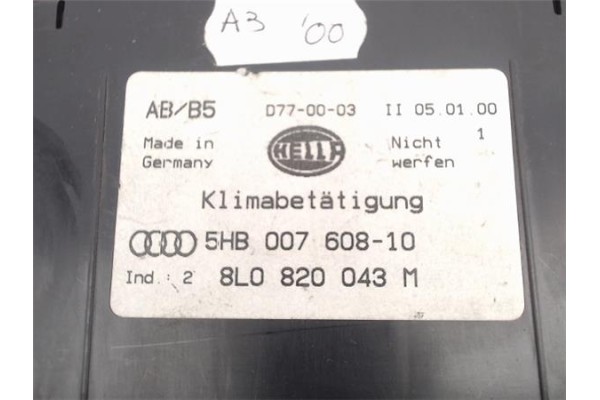 A3 '00
AB/B5 D77-00-03 II 05.01.00
Made in Germany
HELLA
Nicht werfen
1
Klimabetätigung
5HB 007 608-10
Ind.: 2 8L0 820 043 M